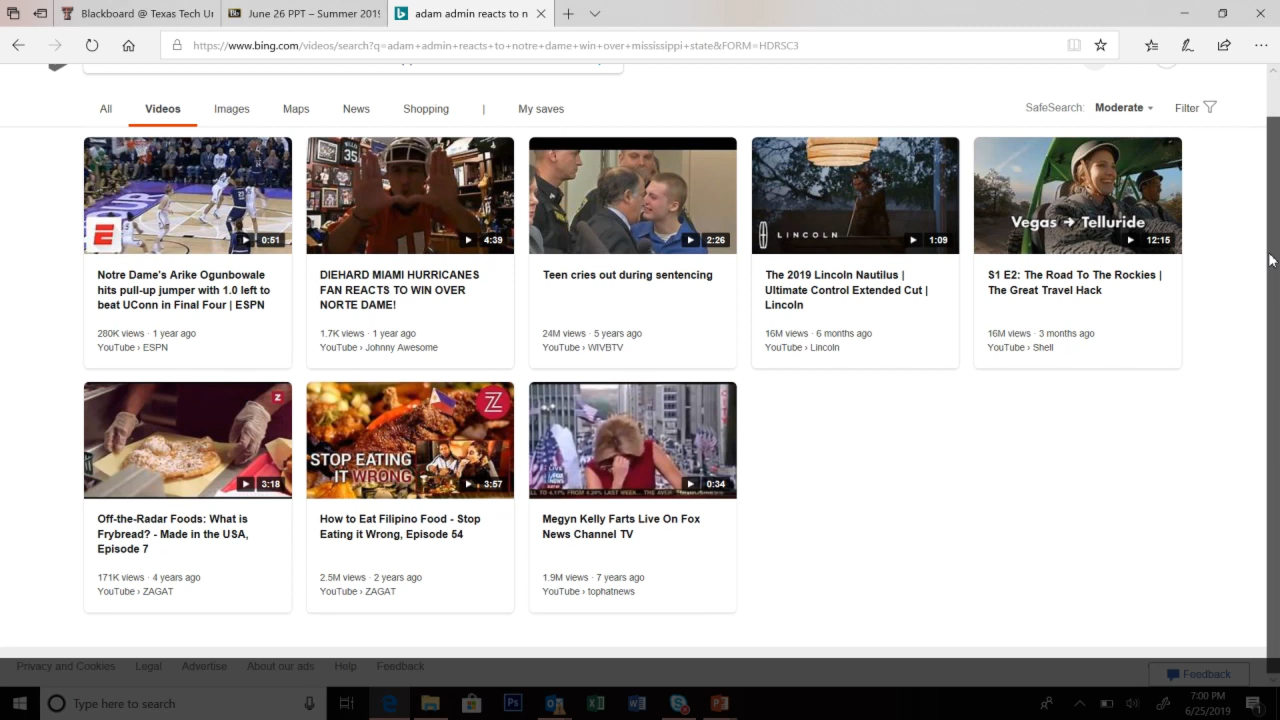 Blackboard @ Texas Tech Ur
June 26 PPT – Summer 2019
adam admin reacts to n
https://www.bing.com/videos/search?q=adam+admin+reacts+to+notre+dame+win+over+mississippi+state&FORM=HDRSC3
All Videos Images Maps News Shopping | My saves
SafeSearch: Moderate Filter
0:51
Notre Dame's Arike Ogunbowale
hits pull-up jumper with 1.0 left to
beat UConn in Final Four | ESPN
280K views · 1 year ago
YouTube › ESPN
35
4:39
DIEHARD MIAMI HURRICANES
FAN REACTS TO WIN OVER
NORTE DAME!
1.7K views · 1 year ago
YouTube › Johnny Awesome
2:26
Teen cries out during sentencing
24M views · 5 years ago
YouTube › WIVBTV
LINCOLN
1:09
The 2019 Lincoln Nautilus |
Ultimate Control Extended Cut |
Lincoln
16M views · 6 months ago
YouTube › Lincoln
Vegas → Telluride
12:15
S1 E2: The Road To The Rockies |
The Great Travel Hack
16M views · 3 months ago
YouTube › Shell
Z
3:18
Off-the-Radar Foods: What is
Frybread? - Made in the USA,
Episode 7
171K views · 4 years ago
YouTube › ZAGAT
Z
STOP EATING
IT WRONG
3:57
How to Eat Filipino Food - Stop
Eating it Wrong, Episode 54
2.5M views · 2 years ago
YouTube › ZAGAT
0:34
Megyn Kelly Farts Live On Fox
News Channel TV
1.9M views · 7 years ago
YouTube › tophatnews
Privacy and Cookies Legal Advertise About our ads Help Feedback
Feedback
Type here to search
7:00 PM
6/25/2019